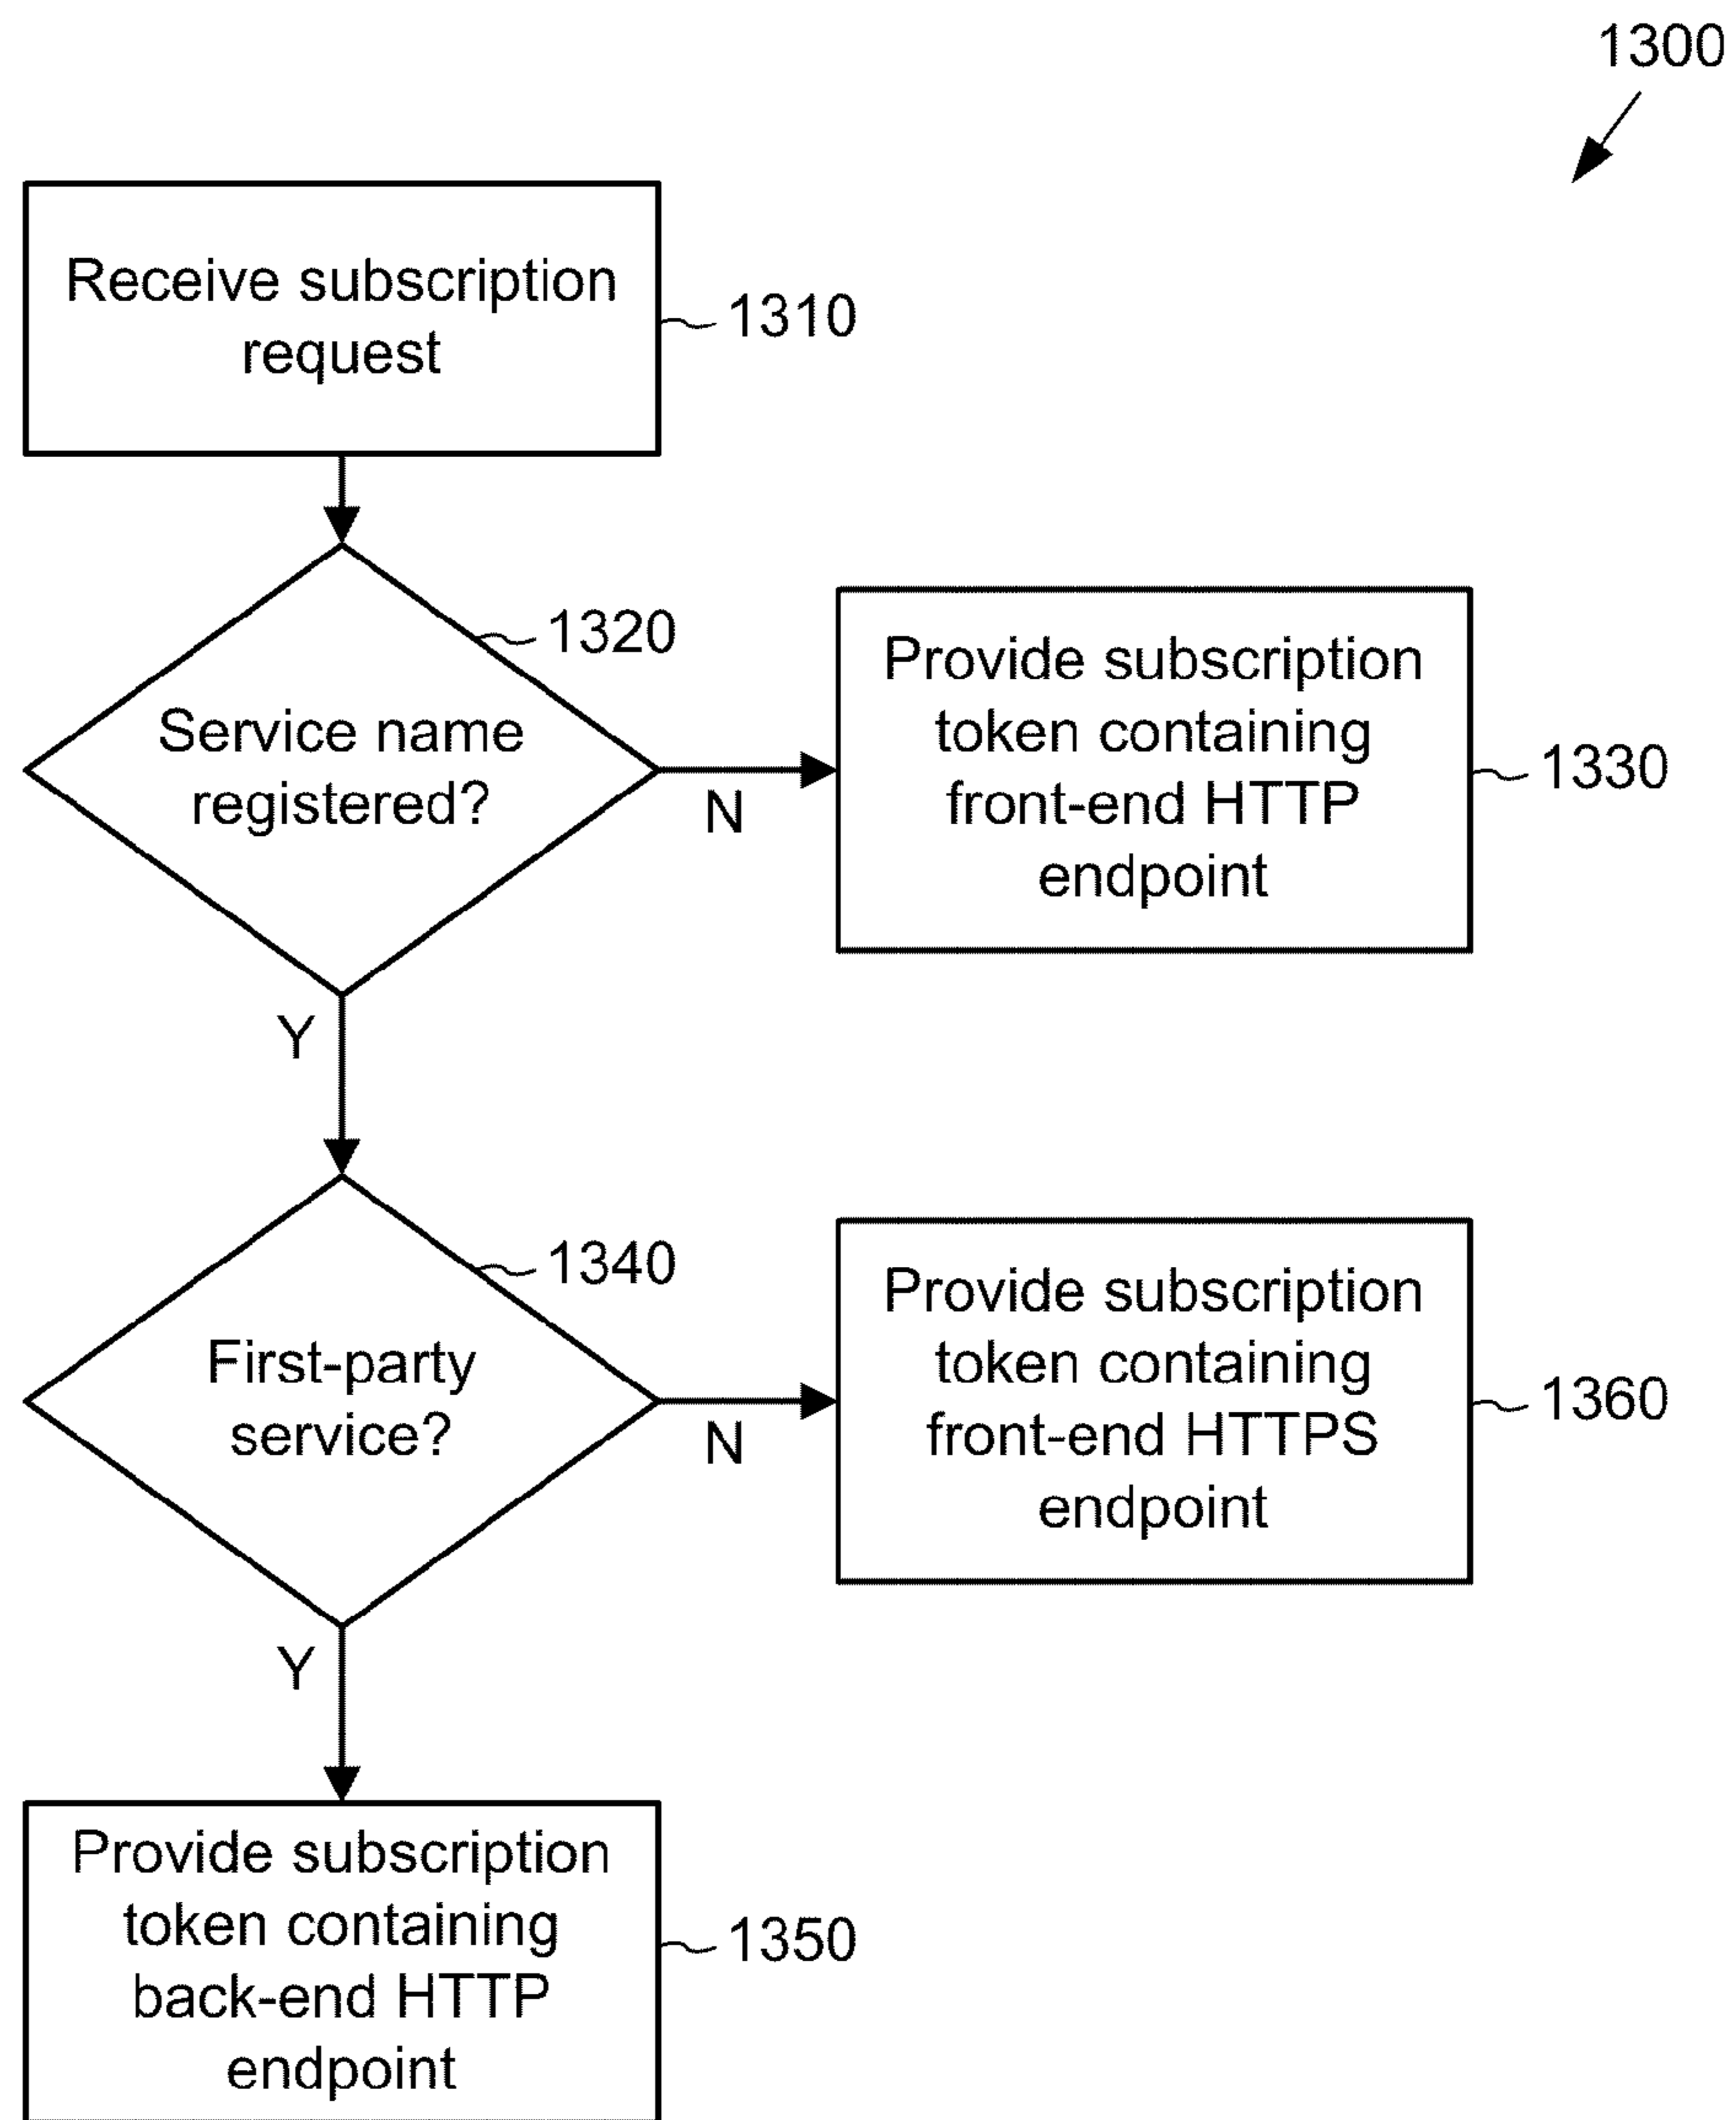 1300
Receive subscription
request
1310
1320
Service name
registered?
N
Provide subscription
token containing
front-end HTTP
endpoint
1330
Y
1340
First-party
service?
N
Provide subscription
token containing
front-end HTTPS
endpoint
1360
Y
Provide subscription
token containing
back-end HTTP
endpoint
1350